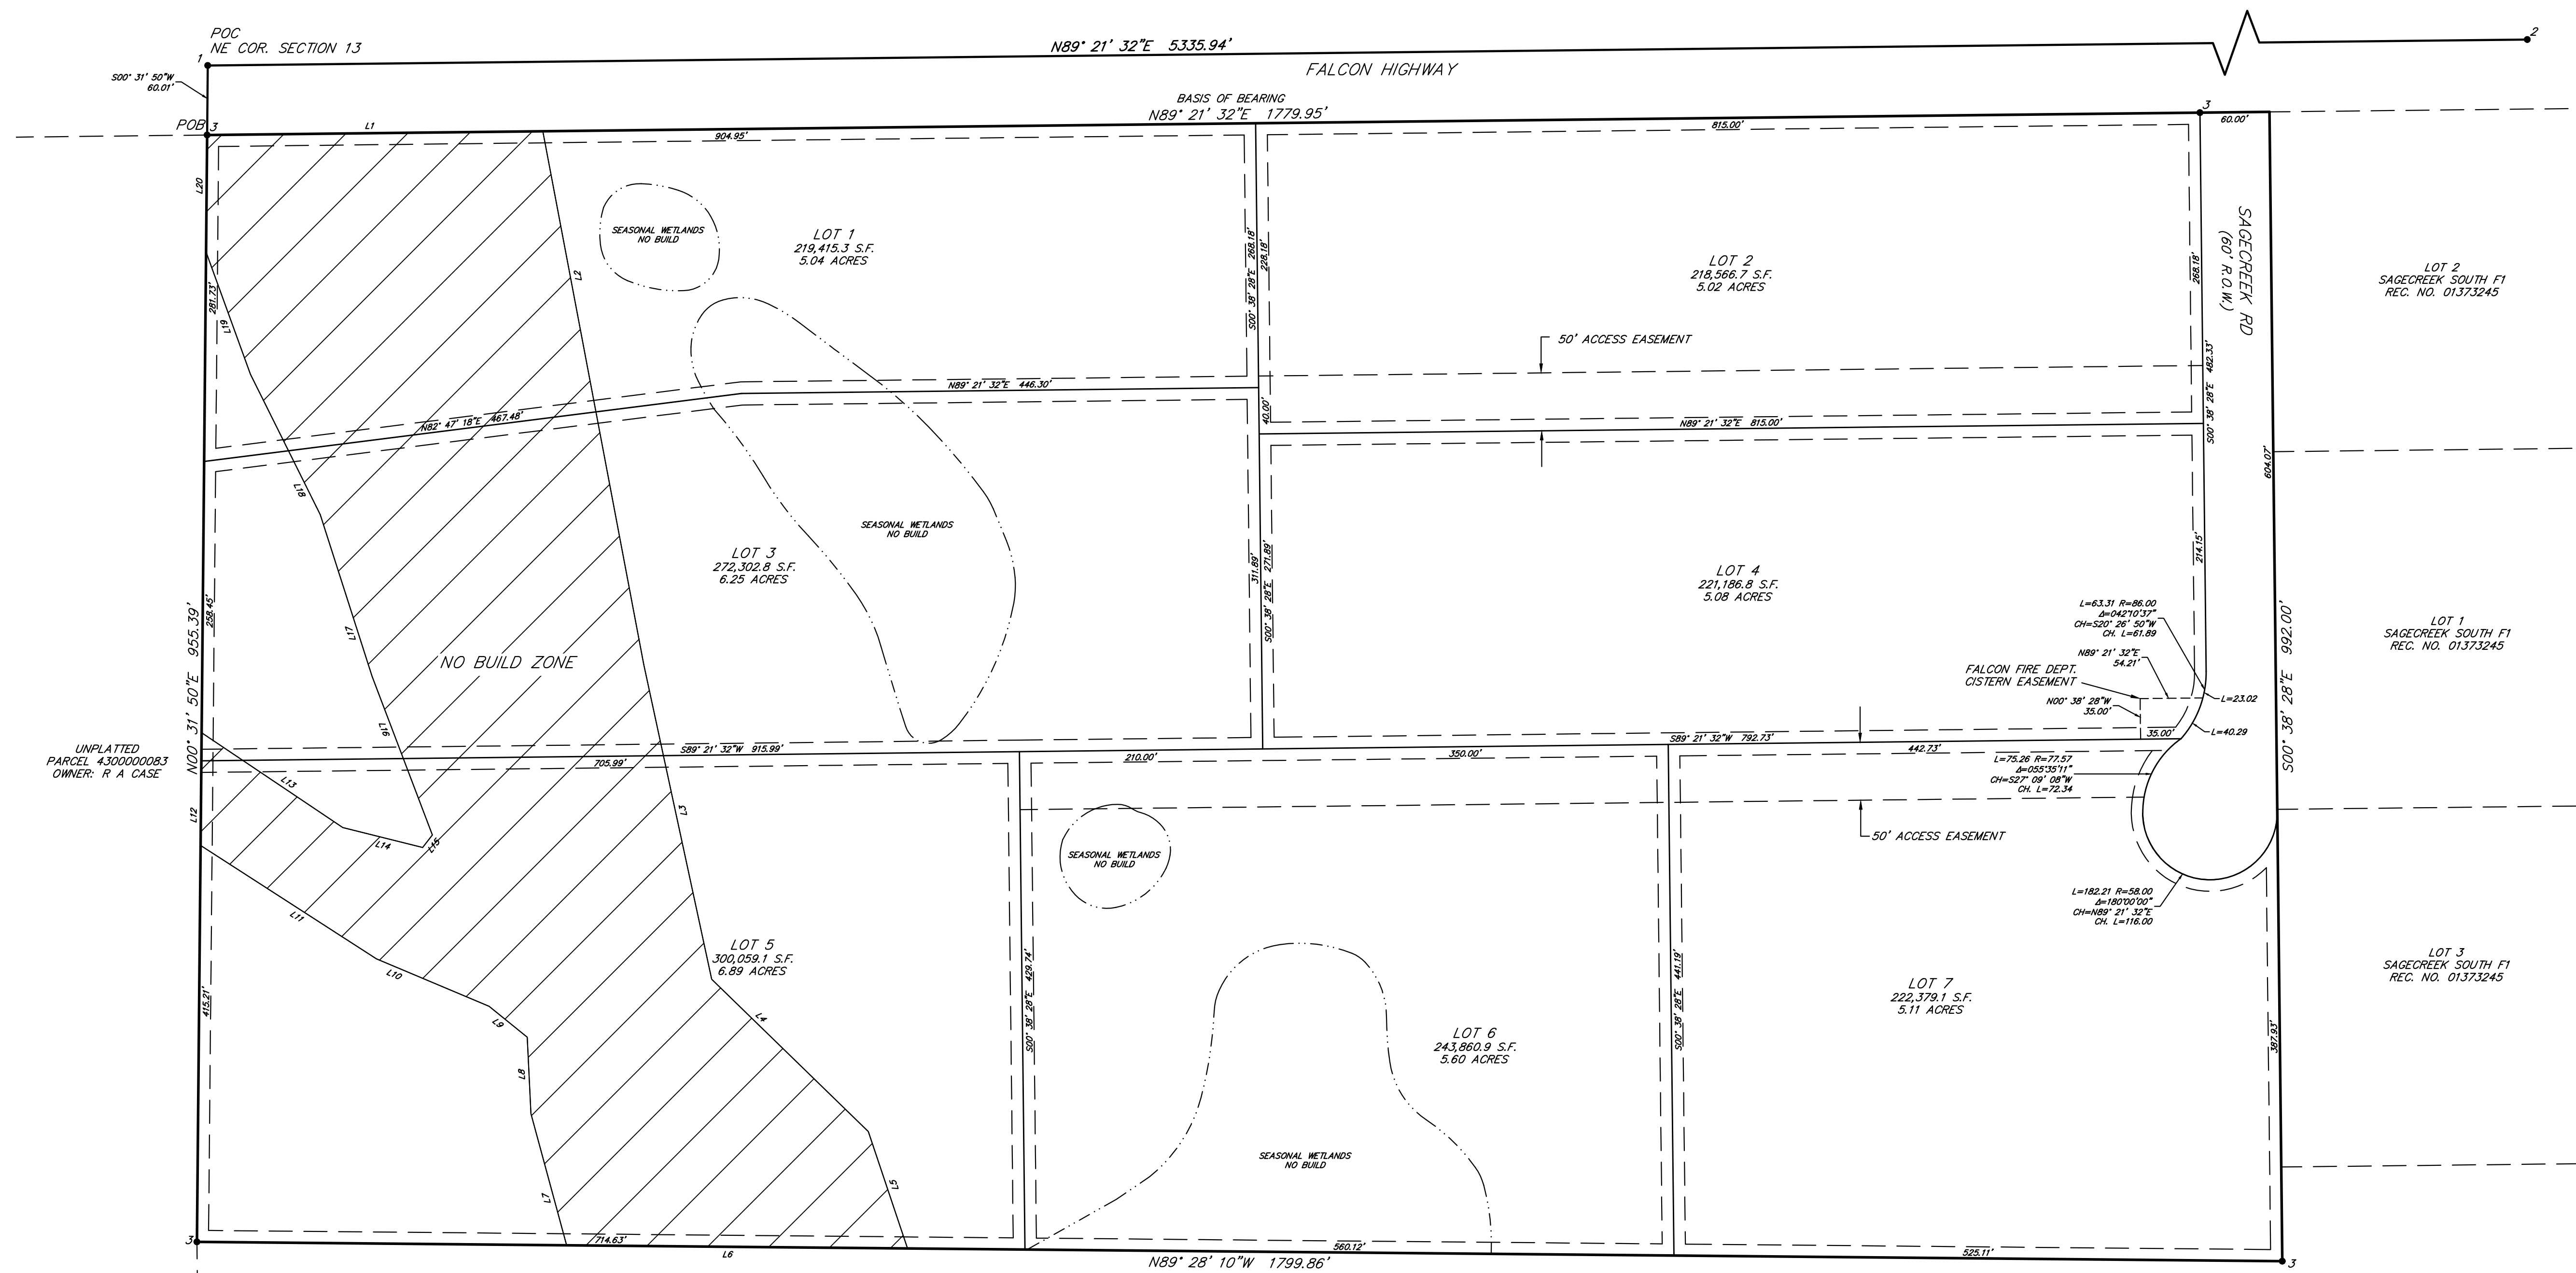 POC
NE COR. SECTION 13
1
N89° 21' 32"E 5335.94'
2
FALCON HIGHWAY
S00° 31' 50"W
60.01'
BASIS OF BEARING
N89° 21' 32"E 1779.95'
POB
3
L1
904.95'
815.00'
3
60.00'
L20
L2
SEASONAL WETLANDS
NO BUILD
LOT 1
219,415.3 S.F.
5.04 ACRES
S00° 38' 28"E 268.18'
228.18'
LOT 2
218,566.7 S.F.
5.02 ACRES
268.18'
SAGECREEK RD
(60' R.O.W.)
LOT 2
SAGECREEK SOUTH F1
REC. NO. 01373245
281.73'
L19
50' ACCESS EASEMENT
S00° 38' 28"E 482.33'
N89° 21' 32"E 446.30'
N82° 47' 18"E 467.48'
40.00'
N89° 21' 32"E 815.00'
604.07'
L18
SEASONAL WETLANDS
NO BUILD
LOT 3
272,302.8 S.F.
6.25 ACRES
311.89'
S00° 38' 28"E 271.89'
LOT 4
221,186.8 S.F.
5.08 ACRES
214.15'
L=63.31 R=86.00
Δ=042°10'37"
CH=S20° 26' 50"W
CH. L=61.89
LOT 1
SAGECREEK SOUTH F1
REC. NO. 01373245
258.45'
L17
NO BUILD ZONE
N89° 21' 32"E
54.21'
FALCON FIRE DEPT.
CISTERN EASEMENT
N00° 38' 28"W
35.00'
L=23.02
L=40.29
N00° 31' 50"E 955.39'
S00° 38' 28"E 992.00'
L16
UNPLATTED
PARCEL 4300000083
OWNER: R A CASE
S89° 21' 32"W 915.99'
705.99'
210.00'
350.00'
S89° 21' 32"W 792.73'
442.73'
35.00'
L=75.26 R=77.57
Δ=055°35'11"
CH=S27° 09' 08"W
CH. L=72.34
L13
L12
L3
L14
L15
50' ACCESS EASEMENT
SEASONAL WETLANDS
NO BUILD
L=182.21 R=58.00
Δ=180°00'00"
CH=N89° 21' 32"E
CH. L=116.00
L11
L10
LOT 5
300,059.1 S.F.
6.89 ACRES
S00° 38' 28"E 429.74'
S00° 38' 28"E 441.19'
LOT 7
222,379.1 S.F.
5.11 ACRES
LOT 3
SAGECREEK SOUTH F1
REC. NO. 01373245
415.21'
L9
L4
LOT 6
243,860.9 S.F.
5.60 ACRES
387.93'
L8
SEASONAL WETLANDS
NO BUILD
L7
L5
3
714.63'
L6
560.12'
525.11'
N89° 28' 10"W 1799.86'
3